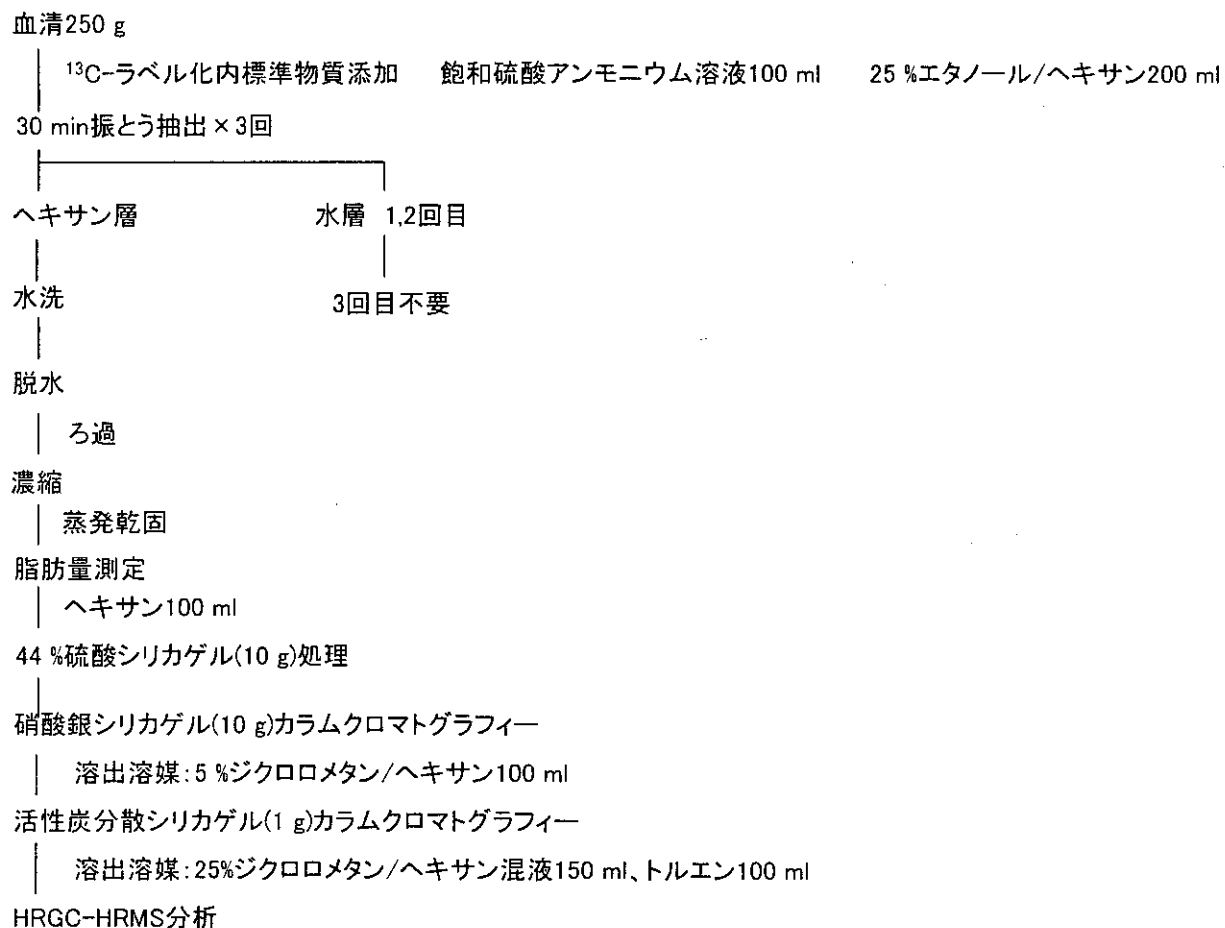 血清250 g
¹³C-ラベル化内標準物質添加 飽和硫酸アンモニウム溶液100 ml 25 %エタノール/ヘキサン200 ml
30 min振とう抽出×3回
ヘキサン層 水層 1,2回目
水洗 3回目不要
脱水
ろ過
濃縮
蒸発乾固
脂肪量測定
ヘキサン100 ml
44 %硫酸シリカゲル(10 g)処理
硝酸銀シリカゲル(10 g)カラムクロマトグラフィー
溶出溶媒:5 %ジクロロメタン/ヘキサン100 ml
活性炭分散シリカゲル(1 g)カラムクロマトグラフィー
溶出溶媒:25%ジクロロメタン/ヘキサン混液150 ml、トルエン100 ml
HRGC-HRMS分析